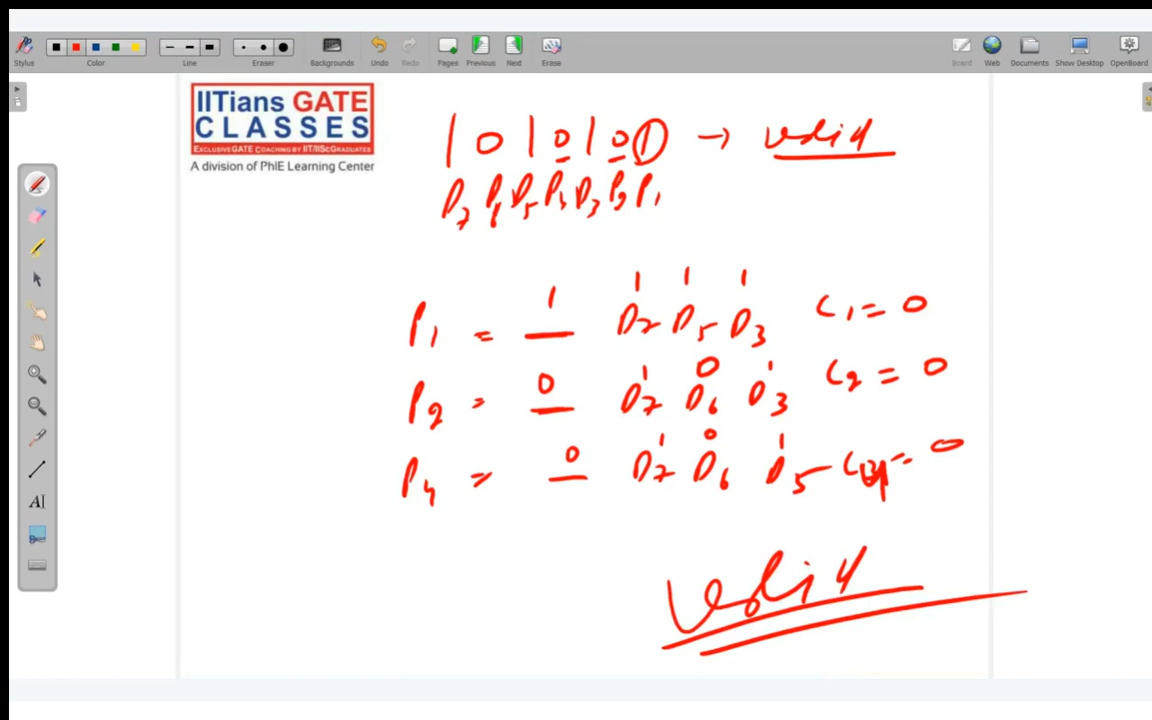 Stylus Color Line Eraser Backgrounds Undo Redo Pages Previous Next Erase Board Web Documents Show Desktop OpenBoard
IITians GATE
CLASSES
EXCLUSIVE GATE COACHING BY IIT/IISc GRADUATES
A division of PhIE Learning Center
1 0 1 0 1 0 1 → valid
D7 D6 D5 P4 D3 P2 P1
1 1 1 1
P1 = __ D7 D5 D3 C1 = 0
0 1 0 1
P2 = __ D7 D6 D3 C2 = 0
0 1 0 1
P4 = __ D7 D6 D5 = 0
valid
AI